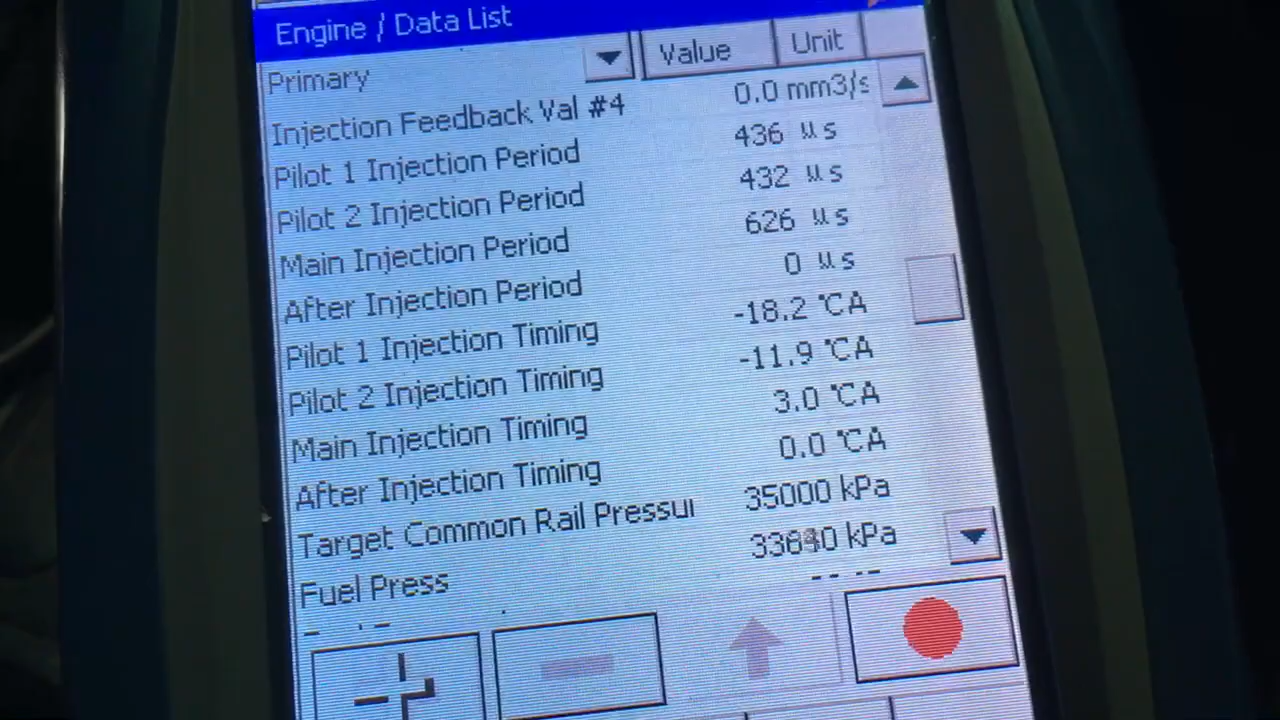 Engine / Data List
Primary Value Unit
Injection Feedback Val #4 0.0 mm3/s
Pilot 1 Injection Period 436 μs
Pilot 2 Injection Period 432 μs
Main Injection Period 626 μs
After Injection Period 0 μs
Pilot 1 Injection Timing -18.2 ℃A
Pilot 2 Injection Timing -11.9 ℃A
Main Injection Timing 3.0 ℃A
After Injection Timing 0.0 ℃A
Target Common Rail Pressur 35000 kPa
Fuel Press kPa